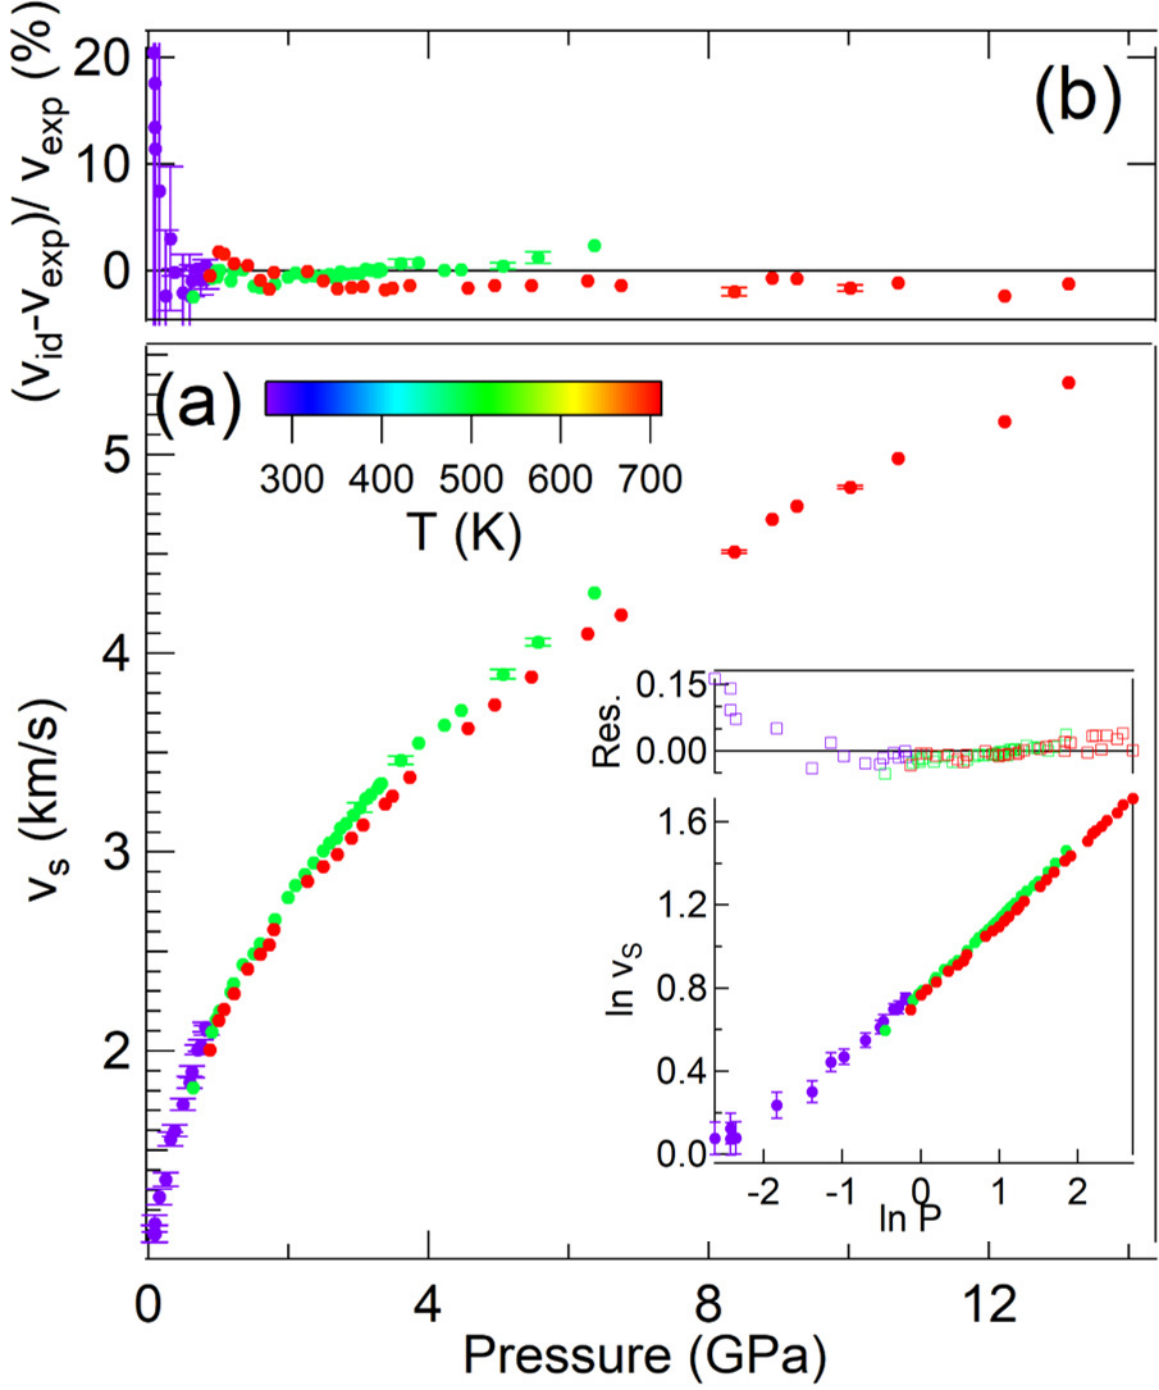 (v_id-v_exp)/ v_exp (%)
20
10
0
(b)
(a)
300 400 500 600 700
T (K)
5
4
3
2
v_s (km/s)
Res.
0.15
0.00
ln v_S
1.6
1.2
0.8
0.4
0.0
-2 -1 0 1 2
ln P
0 4 8 12
Pressure (GPa)